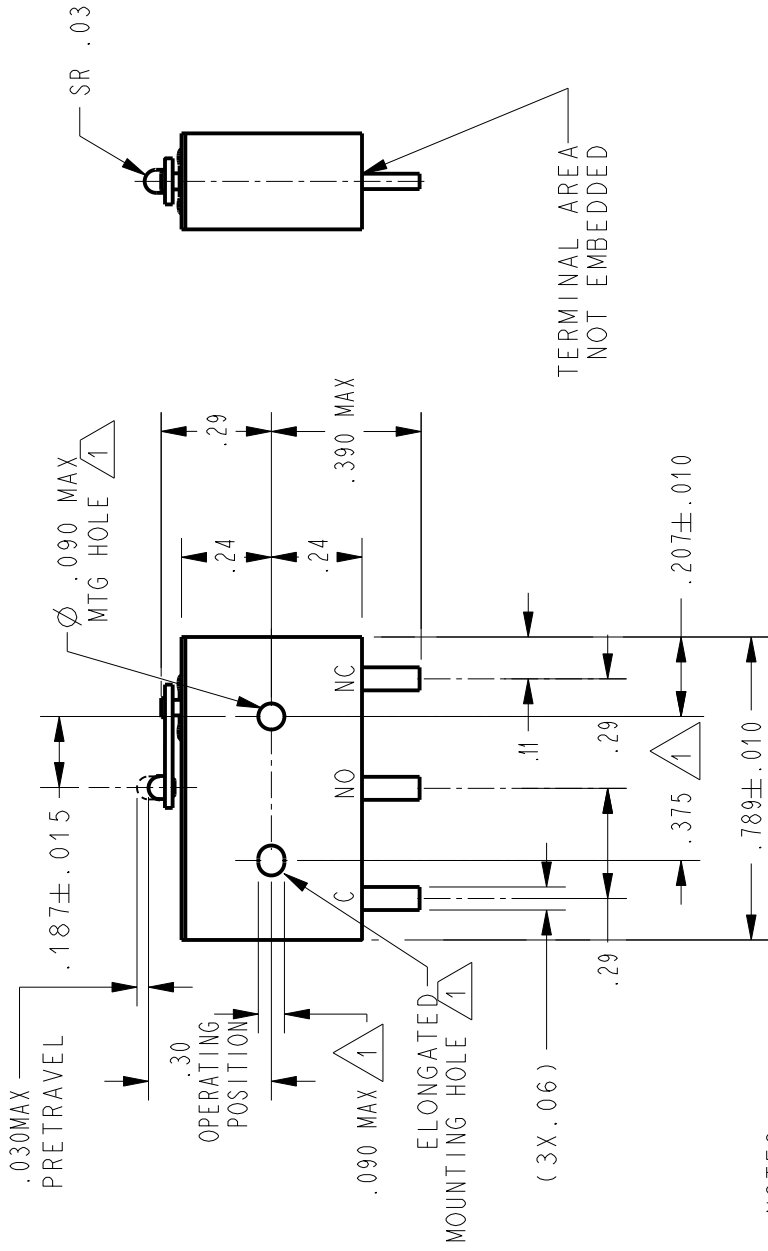 SR .03
TERMINAL AREA
NOT EMBEDDED
Ø .090 MAX
MTG HOLE 1
.29
.390 MAX
.24
.24
.187±.015
.030MAX
PRETRAVEL
.30
OPERATING
POSITION
.090 MAX 1
ELONGATED
MOUNTING HOLE 1
C
NO
NC
(3X.06)
.11
.29
.29
.375 1
.207±.010
.789±.010